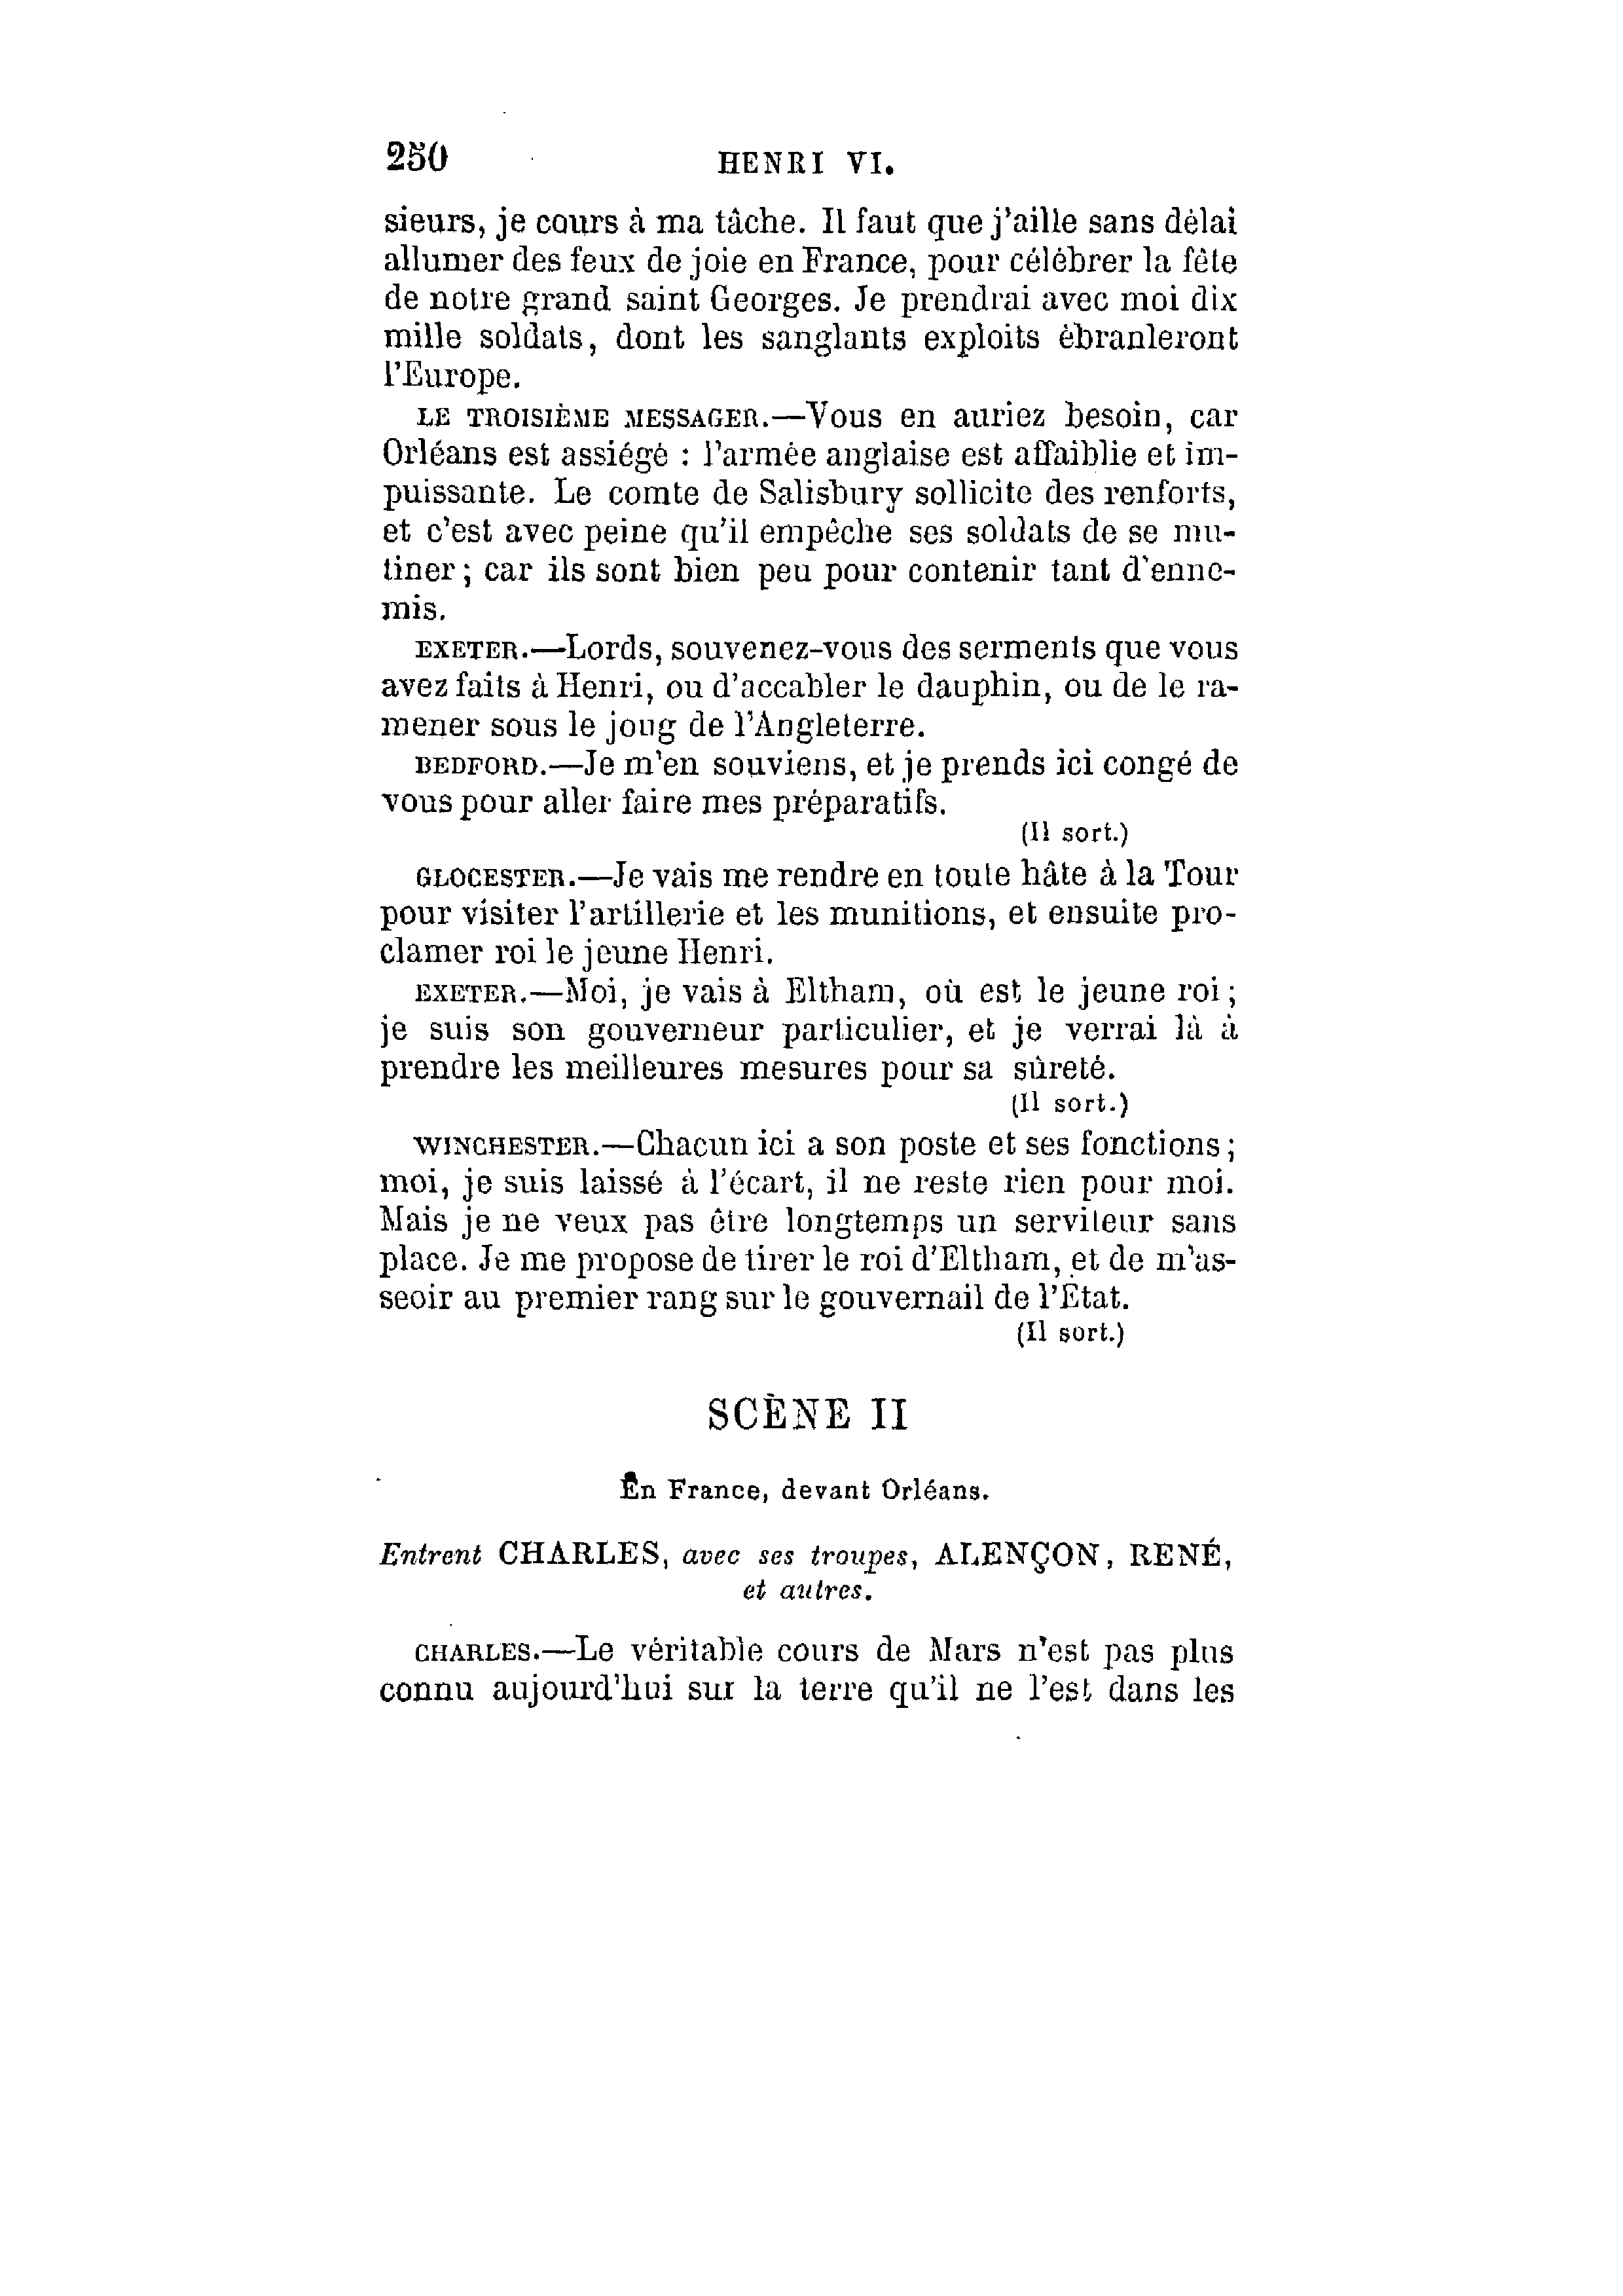 250 HENRI VI.
sieurs, je cours à ma tâche. Il faut que j'aille sans délai
allumer des feux de joie en France, pour célébrer la fête
de notre grand saint Georges. Je prendrai avec moi dix
mille soldats, dont les sanglants exploits ébranleront
l'Europe.
LE TROISIÈME MESSAGER.—Vous en auriez besoin, car
Orléans est assiégé : l'armée anglaise est affaiblie et im-
puissante. Le comte de Salisbury sollicite des renforts,
et c'est avec peine qu'il empêche ses soldats de se mu-
tiner ; car ils sont bien peu pour contenir tant d'enne-
mis.
EXETER.—Lords, souvenez-vous des serments que vous
avez faits à Henri, ou d'accabler le dauphin, ou de le ra-
mener sous le joug de l'Angleterre.
BEDFORD.—Je m'en souviens, et je prends ici congé de
vous pour aller faire mes préparatifs.
(Il sort.)
GLOCESTER.—Je vais me rendre en toute hâte à la Tour
pour visiter l'artillerie et les munitions, et ensuite pro-
clamer roi le jeune Henri.
EXETER.—Moi, je vais à Eltham, où est le jeune roi ;
je suis son gouverneur particulier, et je verrai là à
prendre les meilleures mesures pour sa sûreté.
(Il sort.)
WINCHESTER.—Chacun ici a son poste et ses fonctions ;
moi, je suis laissé à l'écart, il ne reste rien pour moi.
Mais je ne veux pas être longtemps un serviteur sans
place. Je me propose de tirer le roi d'Eltham, et de m'as-
seoir au premier rang sur le gouvernail de l'État.
(Il sort.)
SCÈNE II
En France, devant Orléans.
Entrent CHARLES, avec ses troupes, ALENÇON, RENÉ,
et autres.
CHARLES.—Le véritable cours de Mars n'est pas plus
connu aujourd'hui sur la terre qu'il ne l'est dans les